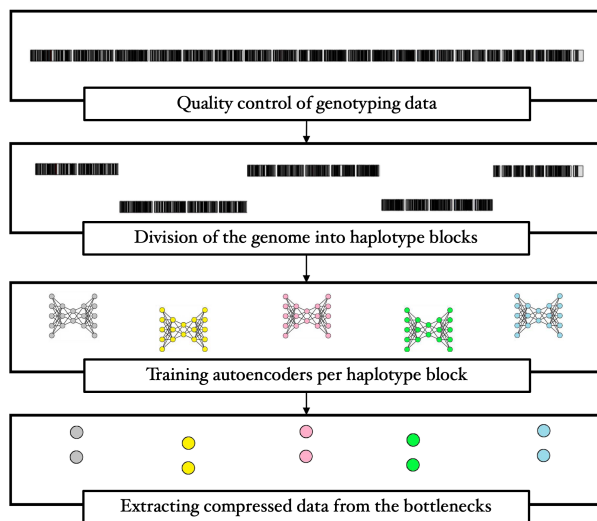 Quality control of genotyping data
Division of the genome into haplotype blocks
Training autoencoders per haplotype block
Extracting compressed data from the bottlenecks